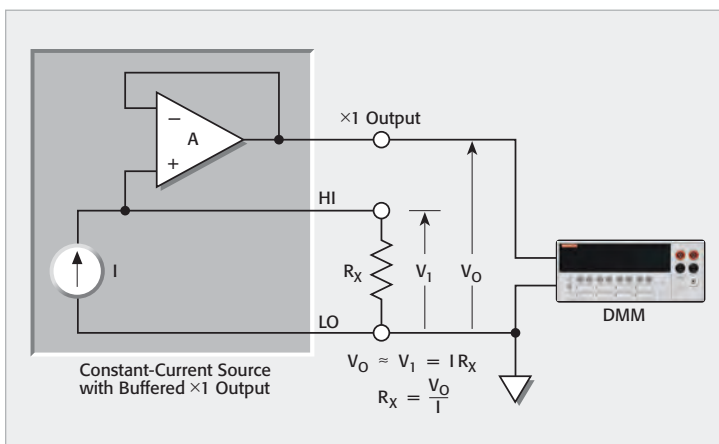 ×1 Output
A
−
+
HI
I
R_X
V_1
V_O
LO
DMM
Constant-Current Source
with Buffered ×1 Output
V_O ≈ V_1 = I R_X
R_X = V_O / I